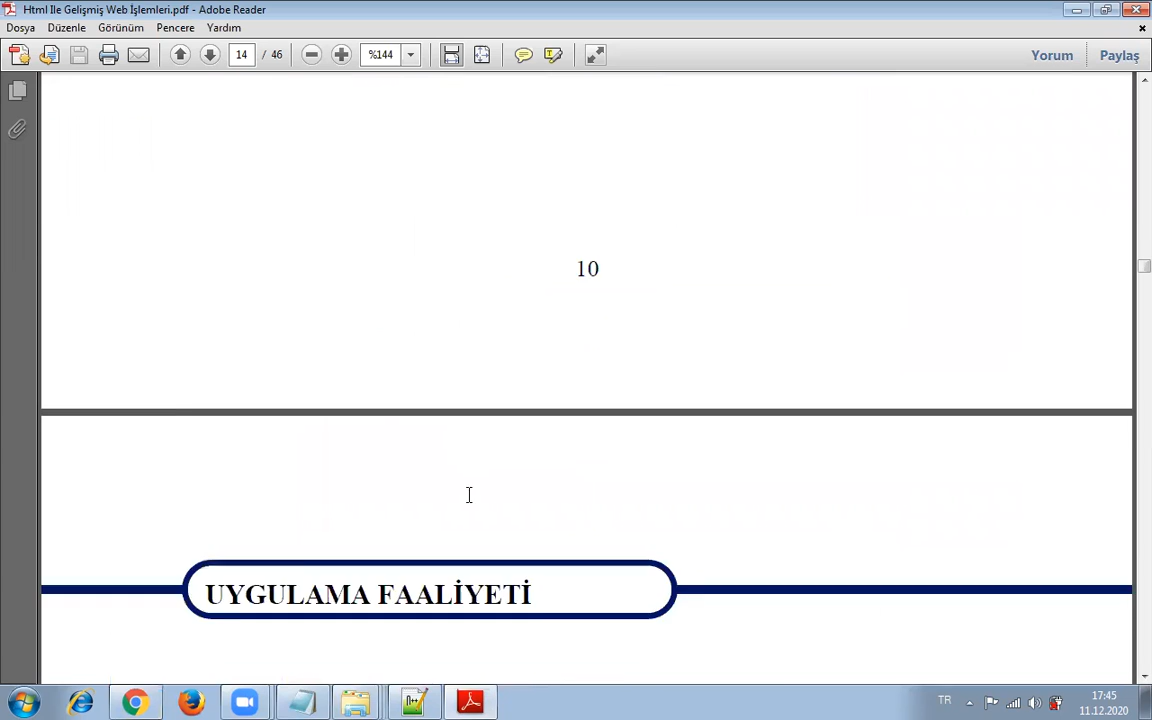 Html Ile Gelişmiş Web İşlemleri.pdf - Adobe Reader
Dosya Düzenle Görünüm Pencere Yardım
14 / 46 %144 Yorum Paylaş
10
UYGULAMA FAALİYETİ
TR 17:45
11.12.2020